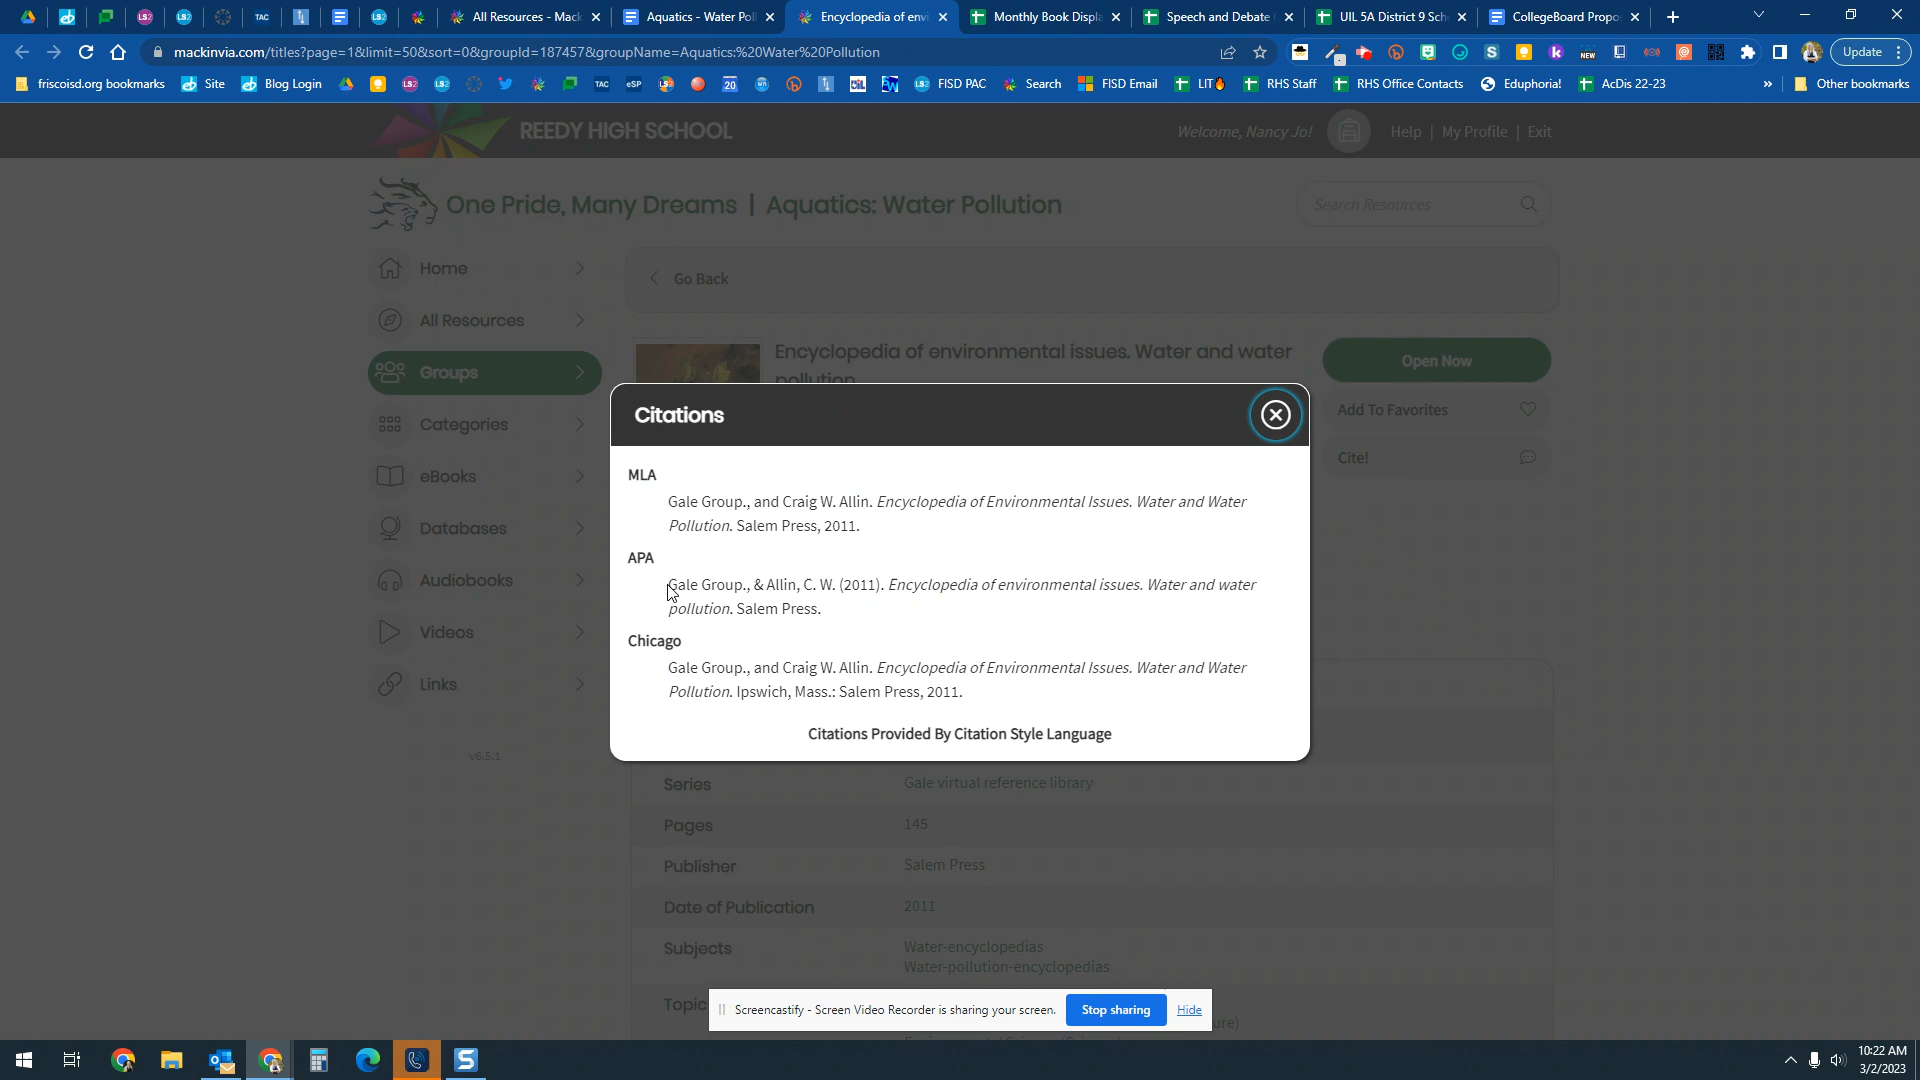 All Resources - Mack
Aquatics - Water Poll
Encyclopedia of envi
Monthly Book Displa
Speech and Debate
UIL 5A District 9 Sch
CollegeBoard Propo
mackinvia.com/titles?page=1&limit=50&sort=0&groupId=187457&groupName=Aquatics:%20Water%20Pollution
Update
friscoisd.org bookmarks
Site
Blog Login
FISD PAC
Search
FISD Email
LIT
RHS Staff
RHS Office Contacts
Eduphoria!
AcDis 22-23
»
Other bookmarks
REEDY HIGH SCHOOL
Welcome, Nancy Jo!
Help | My Profile | Exit
One Pride, Many Dreams | Aquatics: Water Pollution
Search Resources
Home
All Resources
Groups
Categories
eBooks
Databases
Audiobooks
Videos
Links
v6.5.1
Go Back
Encyclopedia of environmental issues. Water and water
pollution
Open Now
Add To Favorites
Cite!
Citations
MLA
Gale Group., and Craig W. Allin. Encyclopedia of Environmental Issues. Water and Water
Pollution. Salem Press, 2011.
APA
Gale Group., & Allin, C. W. (2011). Encyclopedia of environmental issues. Water and water
pollution. Salem Press.
Chicago
Gale Group., and Craig W. Allin. Encyclopedia of Environmental Issues. Water and Water
Pollution. Ipswich, Mass.: Salem Press, 2011.
Citations Provided By Citation Style Language
Series Gale virtual reference library
Pages 145
Publisher Salem Press
Date of Publication 2011
Subjects Water-encyclopedias
Water-pollution-encyclopedias
Topic
Screencastify - Screen Video Recorder is sharing your screen.
Stop sharing
Hide
10:22 AM
3/2/2023